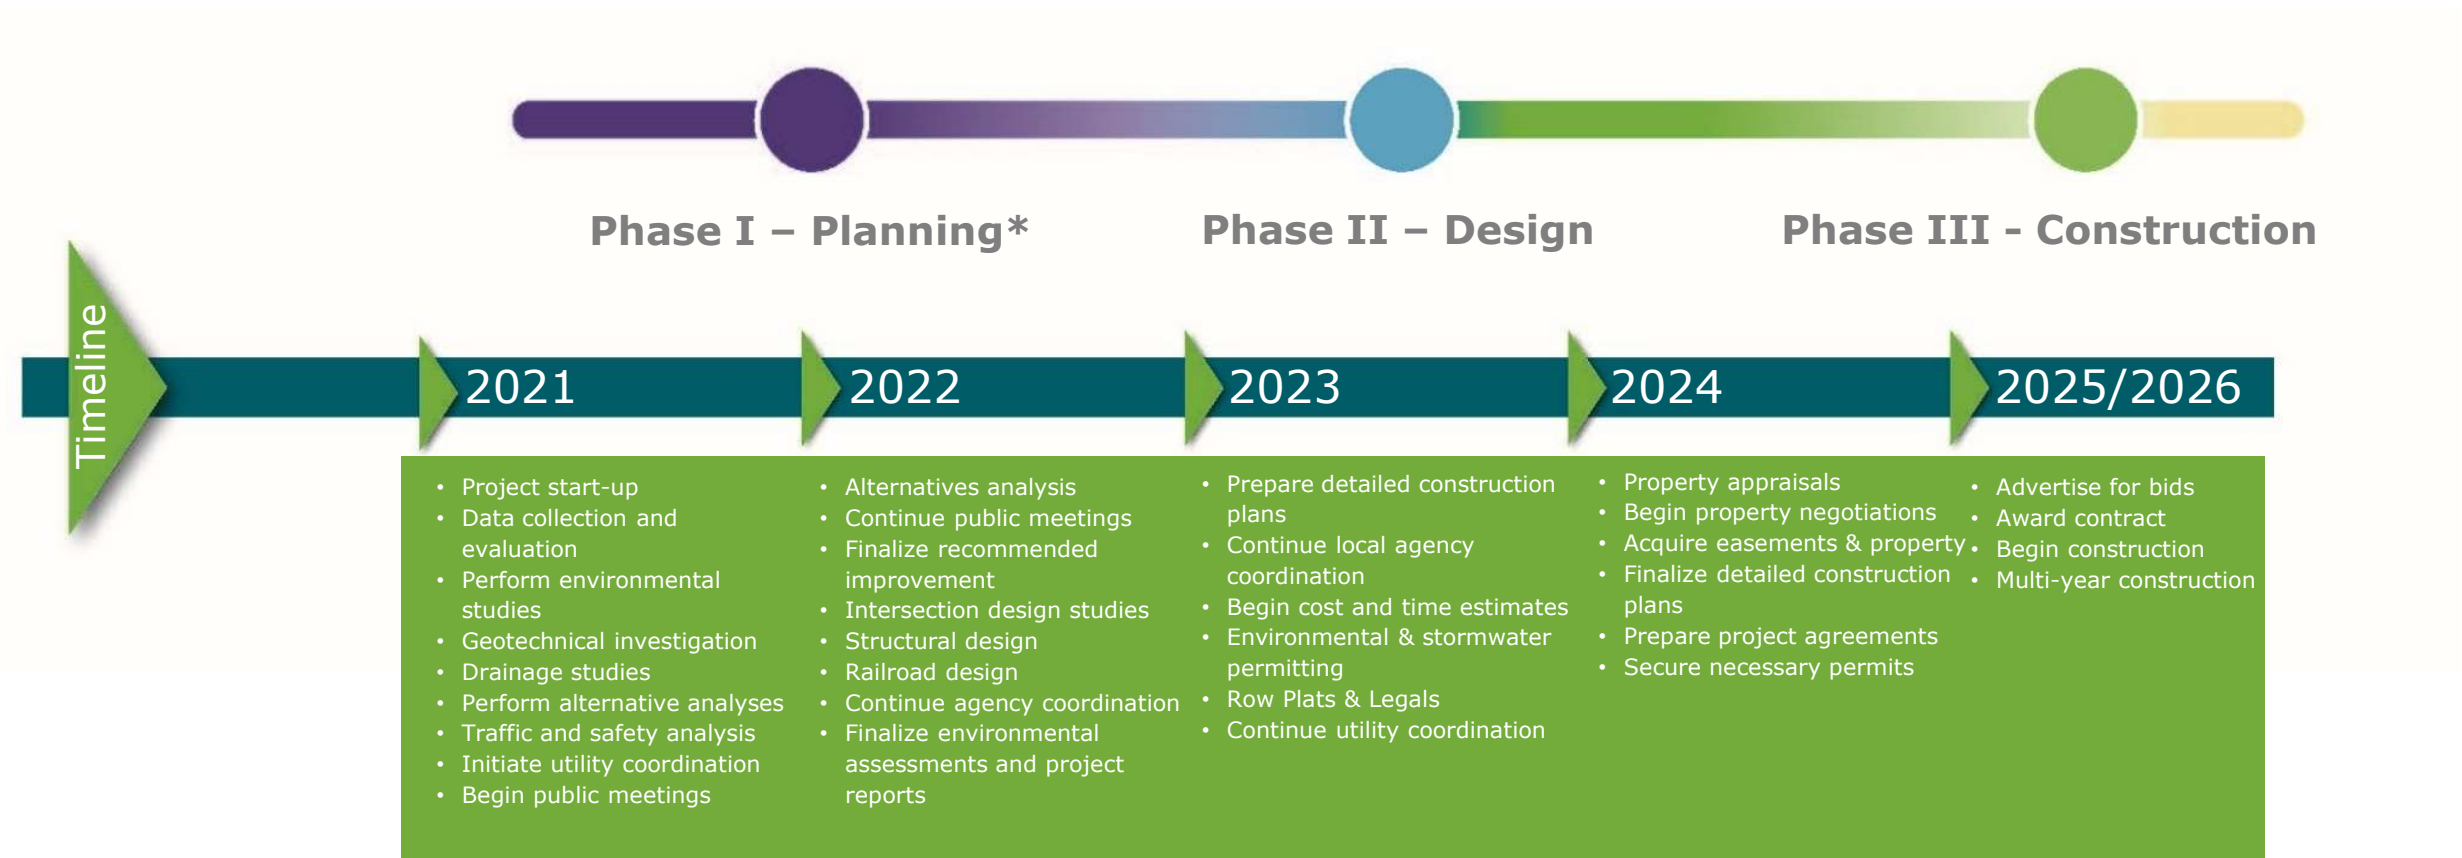 Phase I – Planning*
Phase II – Design
Phase III - Construction
Timeline
2021
2022
2023
2024
2025/2026
• Project start-up
• Data collection and
evaluation
• Perform environmental
studies
• Geotechnical investigation
• Drainage studies
• Perform alternative analyses
• Traffic and safety analysis
• Initiate utility coordination
• Begin public meetings
• Alternatives analysis
• Continue public meetings
• Finalize recommended
improvement
• Intersection design studies
• Structural design
• Railroad design
• Continue agency coordination
• Finalize environmental
assessments and project
reports
• Prepare detailed construction
plans
• Continue local agency
coordination
• Begin cost and time estimates
• Environmental & stormwater
permitting
• Row Plats & Legals
• Continue utility coordination
• Property appraisals
• Begin property negotiations
• Acquire easements & property
• Finalize detailed construction
plans
• Prepare project agreements
• Secure necessary permits
• Advertise for bids
• Award contract
• Begin construction
• Multi-year construction